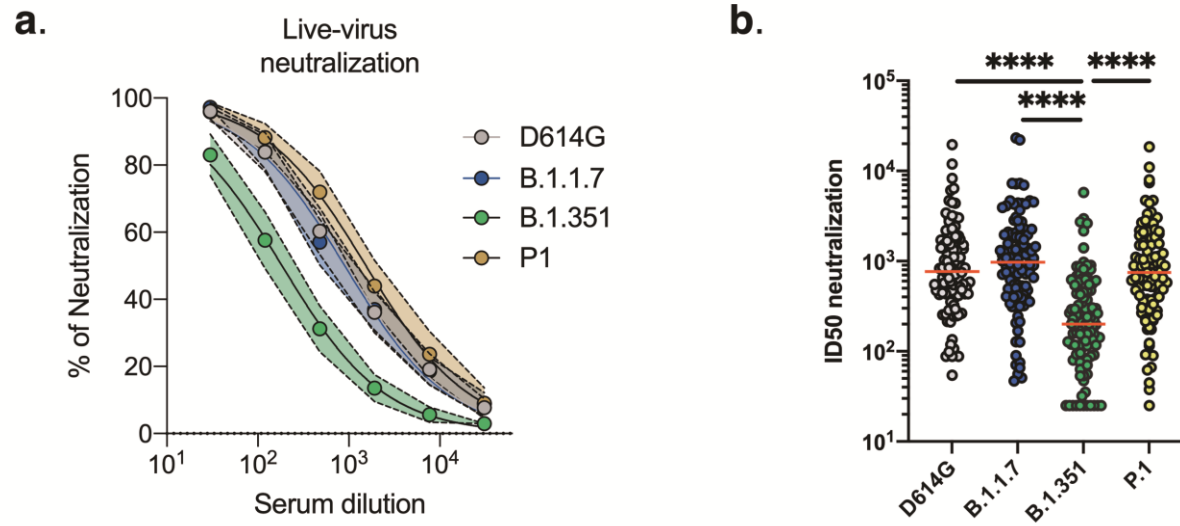 a.
Live-virus
neutralization
% of Neutralization
100
80
60
40
20
0
10¹
10²
10³
10⁴
Serum dilution
D614G
B.1.1.7
B.1.351
P1
b.
**** ****
****
ID50 neutralization
10⁵
10⁴
10³
10²
10¹
D614G
B.1.1.7
B.1.351
P.1